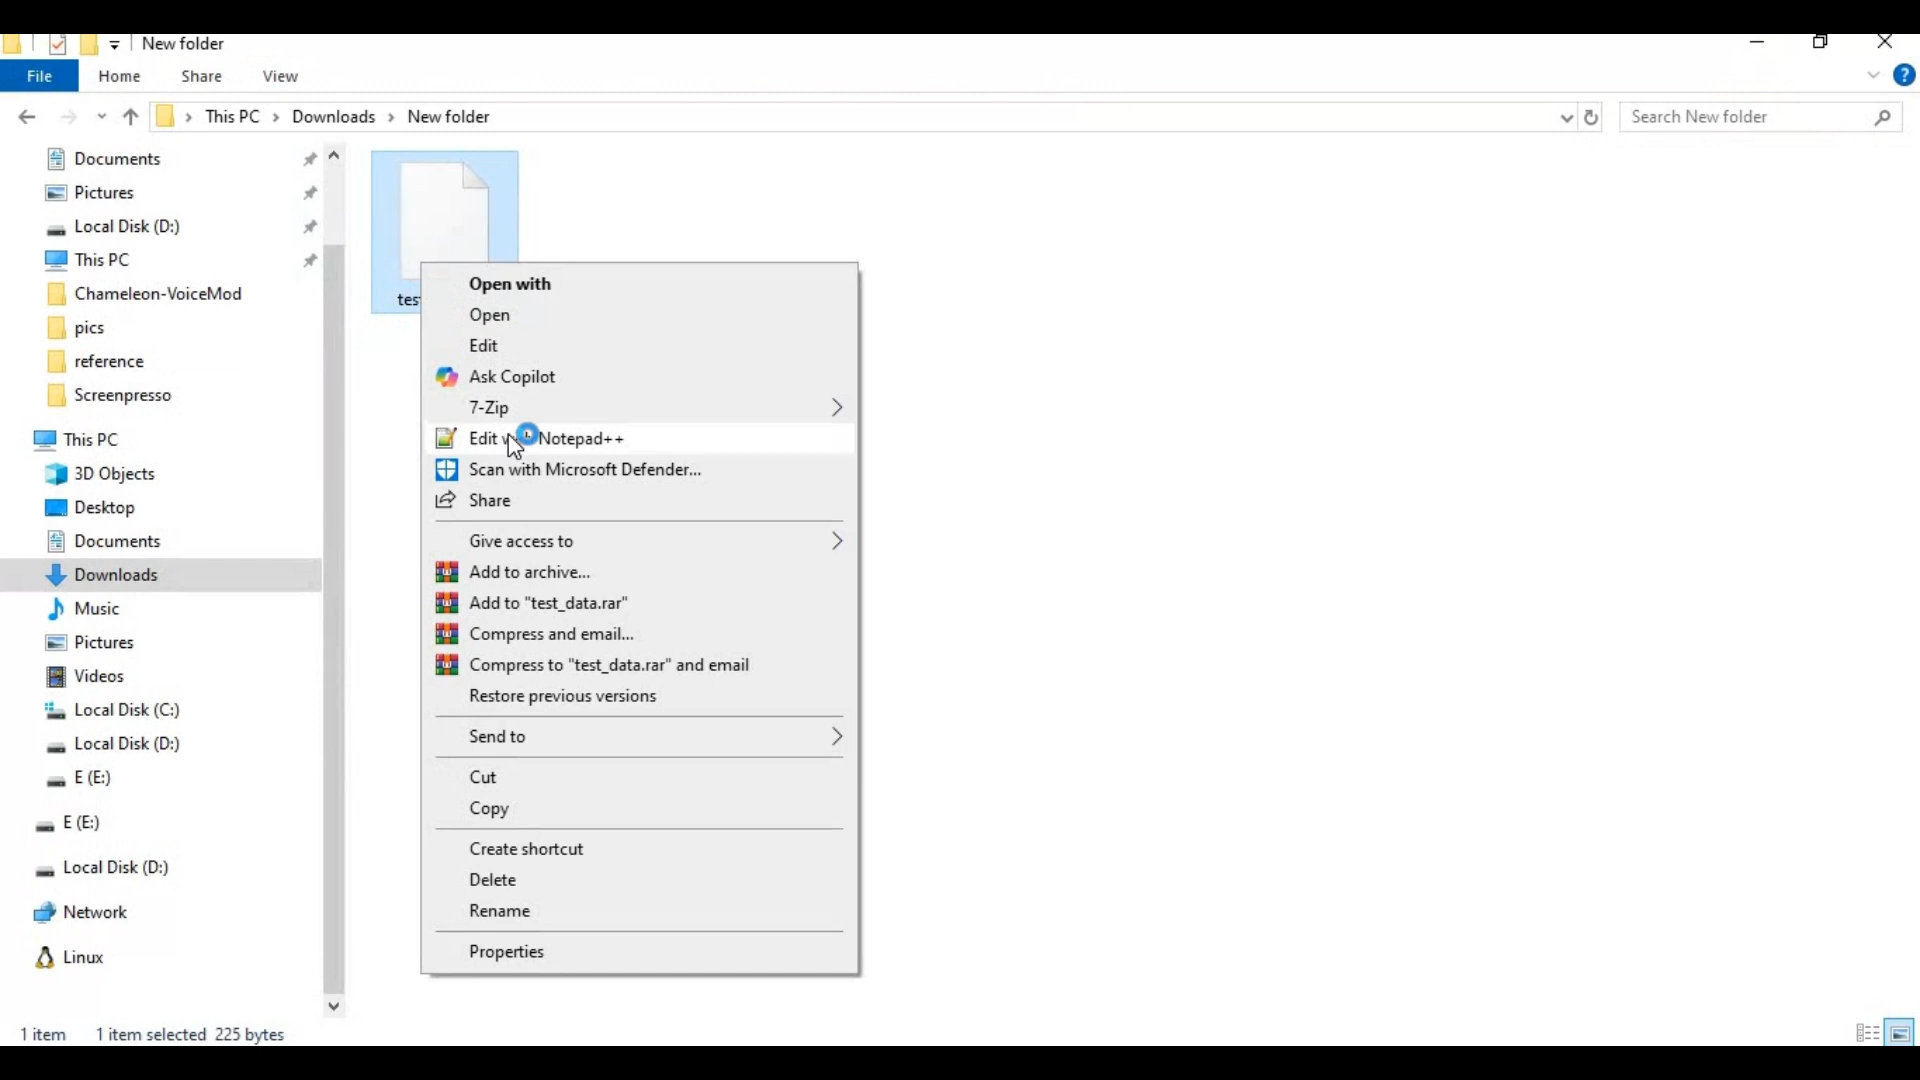 New folder
File Home Share View
This PC Downloads New folder
Search New folder
Documents
Pictures
Local Disk (D:)
This PC
Chameleon-VoiceMod
pics
reference
Screenpresso
This PC
3D Objects
Desktop
Documents
Downloads
Music
Pictures
Videos
Local Disk (C:)
Local Disk (D:)
E (E:)
E (E:)
Local Disk (D:)
Network
Linux
Open with
Open
Edit
Ask Copilot
7-Zip
Edit Notepad++
Scan with Microsoft Defender...
Share
Give access to
Add to archive...
Add to "test_data.rar"
Compress and email...
Compress to "test_data.rar" and email
Restore previous versions
Send to
Cut
Copy
Create shortcut
Delete
Rename
Properties
1 item 1 item selected 225 bytes